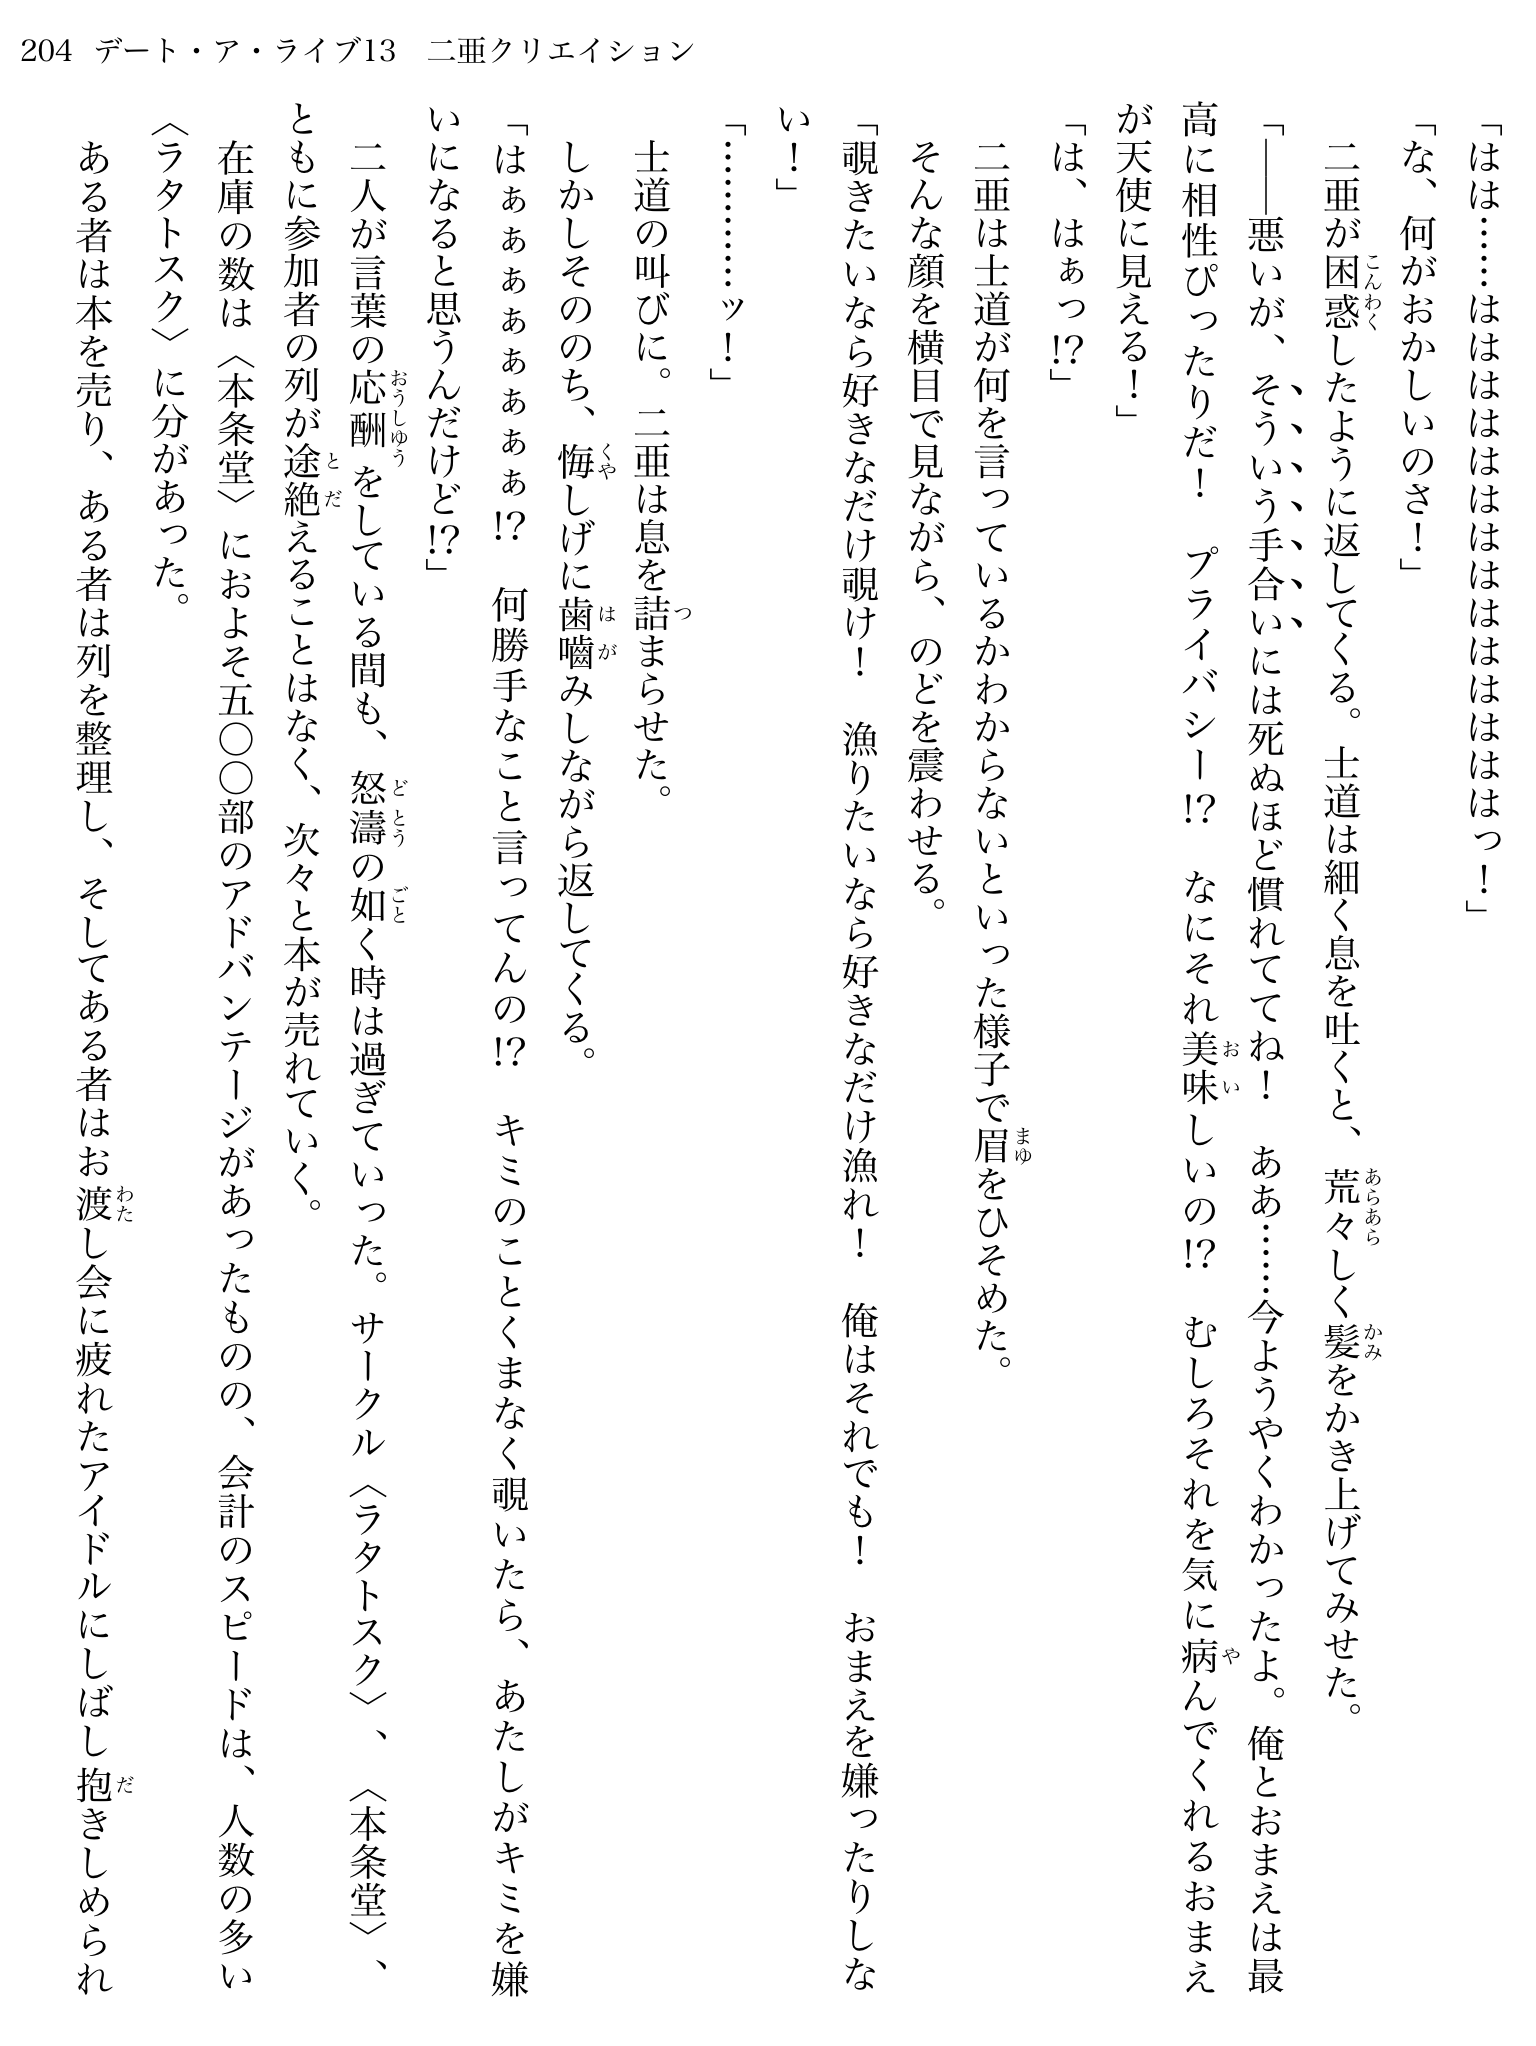 204 デート・ア・ライブ13　二亜クリエイション
「はは……はははははははははははははっ！」
「な、何がおかしいのさ！」
　二亜が困惑したように返してくる。士道は細く息を吐くと、荒々しく髪をかき上げてみせた。
「――悪いが、そういう手合いには死ぬほど慣れててね！　ああ……今ようやくわかったよ。俺とおまえは最
高に相性ぴったりだ！　プライバシー!?　なにそれ美味しいの!?　むしろそれを気に病んでくれるおまえ
が天使に見える！」
「は、はぁっ!?」
　二亜は士道が何を言っているかわからないといった様子で眉をひそめた。
　そんな顔を横目で見ながら、のどを震わせる。
「覗きたいなら好きなだけ覗け！　漁りたいなら好きなだけ漁れ！　俺はそれでも！　おまえを嫌ったりしな
い！」
「…………ッ！」
　士道の叫びに。二亜は息を詰まらせた。
　しかしそののち、悔しげに歯嚙みしながら返してくる。
「はぁぁぁぁぁぁぁぁぁ!?　何勝手なこと言ってんの!?　キミのことくまなく覗いたら、あたしがキミを嫌
いになると思うんだけど!?」
　二人が言葉の応酬をしている間も、怒濤の如く時は過ぎていった。サークル〈ラタトスク〉、〈本条堂〉、
ともに参加者の列が途絶えることはなく、次々と本が売れていく。
　在庫の数は〈本条堂〉におよそ五〇〇部のアドバンテージがあったものの、会計のスピードは、人数の多い
〈ラタトスク〉に分があった。
　ある者は本を売り、ある者は列を整理し、そしてある者はお渡し会に疲れたアイドルにしばし抱きしめられ